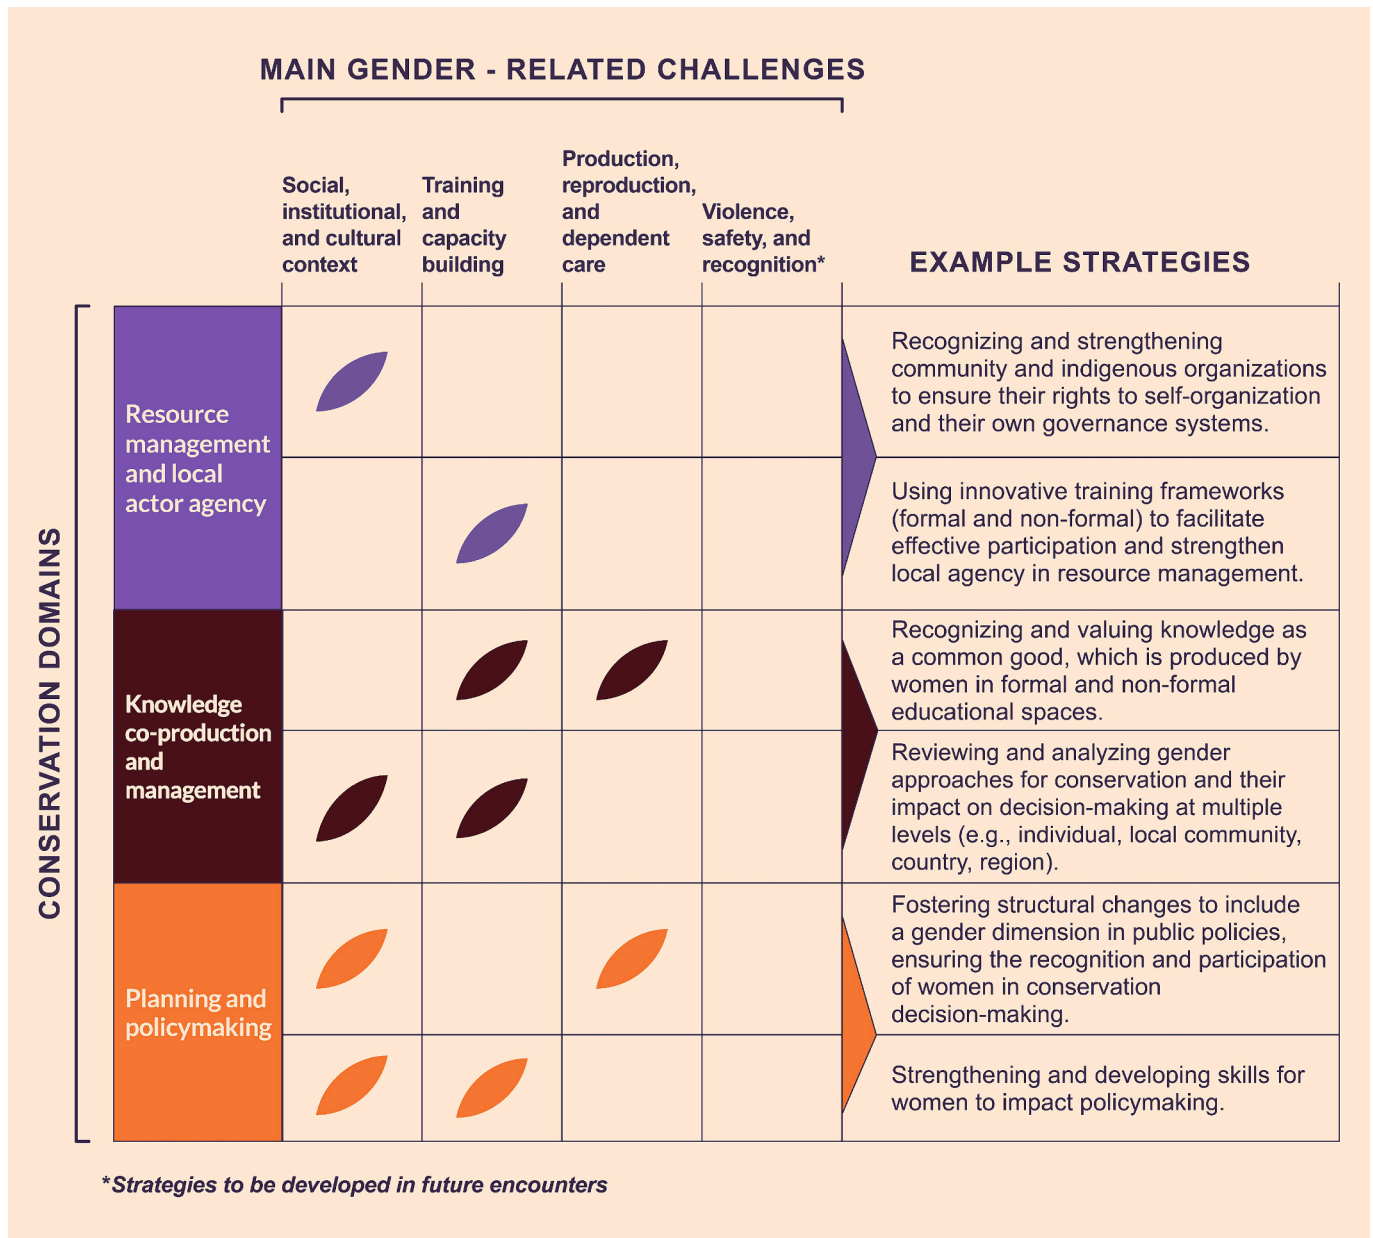 MAIN GENDER - RELATED CHALLENGES
Social,
institutional,
and cultural
context
Training
and
capacity
building
Production,
reproduction,
and
dependent
care
Violence,
safety, and
recognition*
EXAMPLE STRATEGIES
CONSERVATION DOMAINS
Resource
management
and local
actor agency
Recognizing and strengthening
community and indigenous organizations
to ensure their rights to self-organization
and their own governance systems.
Using innovative training frameworks
(formal and non-formal) to facilitate
effective participation and strengthen
local agency in resource management.
Knowledge
co-production
and
management
Recognizing and valuing knowledge as
a common good, which is produced by
women in formal and non-formal
educational spaces.
Reviewing and analyzing gender
approaches for conservation and their
impact on decision-making at multiple
levels (e.g., individual, local community,
country, region).
Planning and
policymaking
Fostering structural changes to include
a gender dimension in public policies,
ensuring the recognition and participation
of women in conservation
decision-making.
Strengthening and developing skills for
women to impact policymaking.
*Strategies to be developed in future encounters